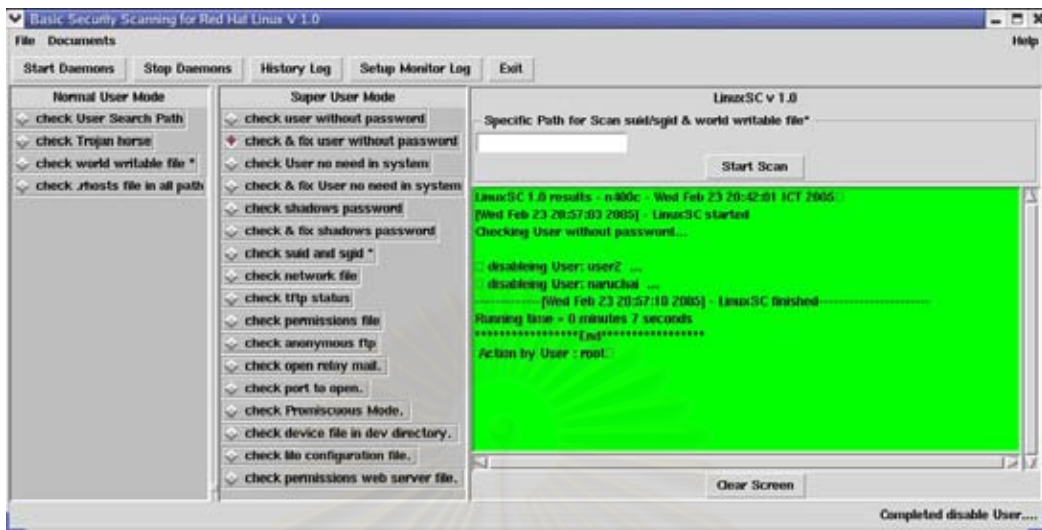 Basic Security Scanning for Red Hat Linux V 1.0
File Documents Help
Start Daemons Stop Daemons History Log Setup Monitor Log Exit
Normal User Mode
check User Search Path
check Trojan horse
check world writable file *
check .rhosts file in all path
Super User Mode
check user without password
check & fix user without password
check User no need in system
check & fix User no need in system
check shadows password
check & fix shadows password
check suid and sgid *
check network file
check tftp status
check permissions file
check anonymous ftp
check open relay mail.
check port to open.
check Promiscuous Mode.
check device file in dev directory.
check lilo configuration file.
check permissions web server file.
LinuxSC v 1.0
Specific Path for Scan suid/sgid & world writable file*
Start Scan
LinuxSC 1.0 results - n400c - Wed Feb 23 20:42:01 ICT 2005
[Wed Feb 23 20:57:03 2005] - LinuxSC started
Checking User without password...
disableing User: user2 ...
disableing User: naruchai ...
------------[Wed Feb 23 20:57:10 2005] - LinuxSC finished--------------------
Running time = 0 minutes 7 seconds
*****************End*****************
Action by User : root
Clear Screen
Completed disable User....